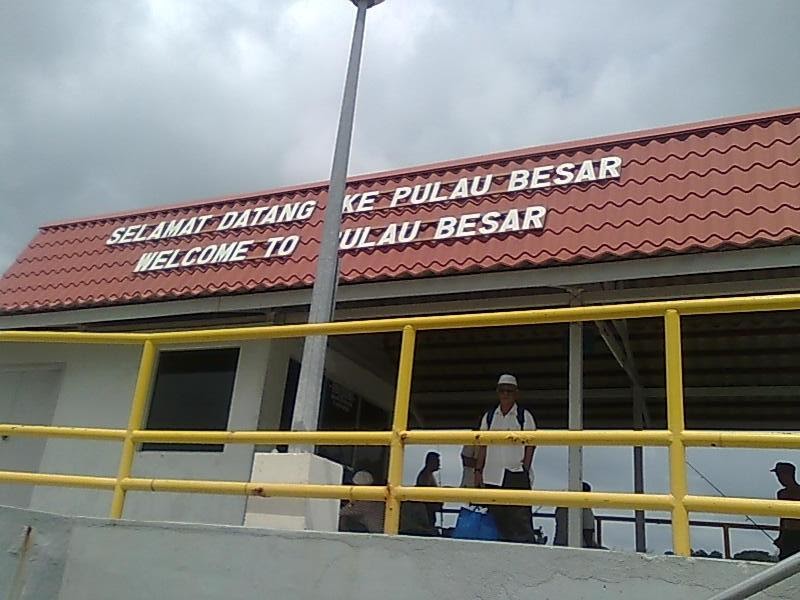 SELAMAT DATANG KE PULAU BESAR
WELCOME TO PULAU BESAR